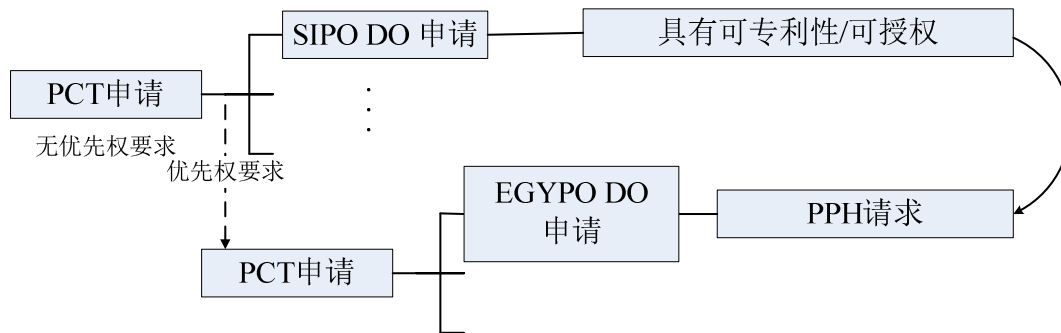 SIPO DO 申请
具有可专利性/可授权
PCT申请
无优先权要求
优先权要求
EGYPO DO
申请
PPH请求
PCT申请